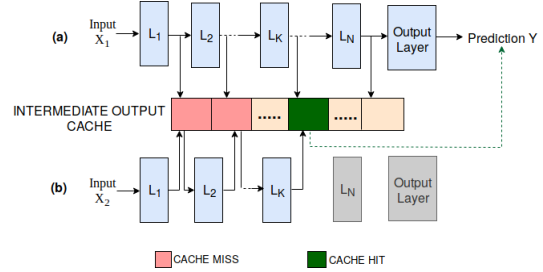 (a)
Input
X1
L1
L2
LK
LN
Output
Layer
Prediction Y
INTERMEDIATE OUTPUT
CACHE
.....
.....
(b)
Input
X2
L1
L2
LK
LN
Output
Layer
CACHE MISS
CACHE HIT